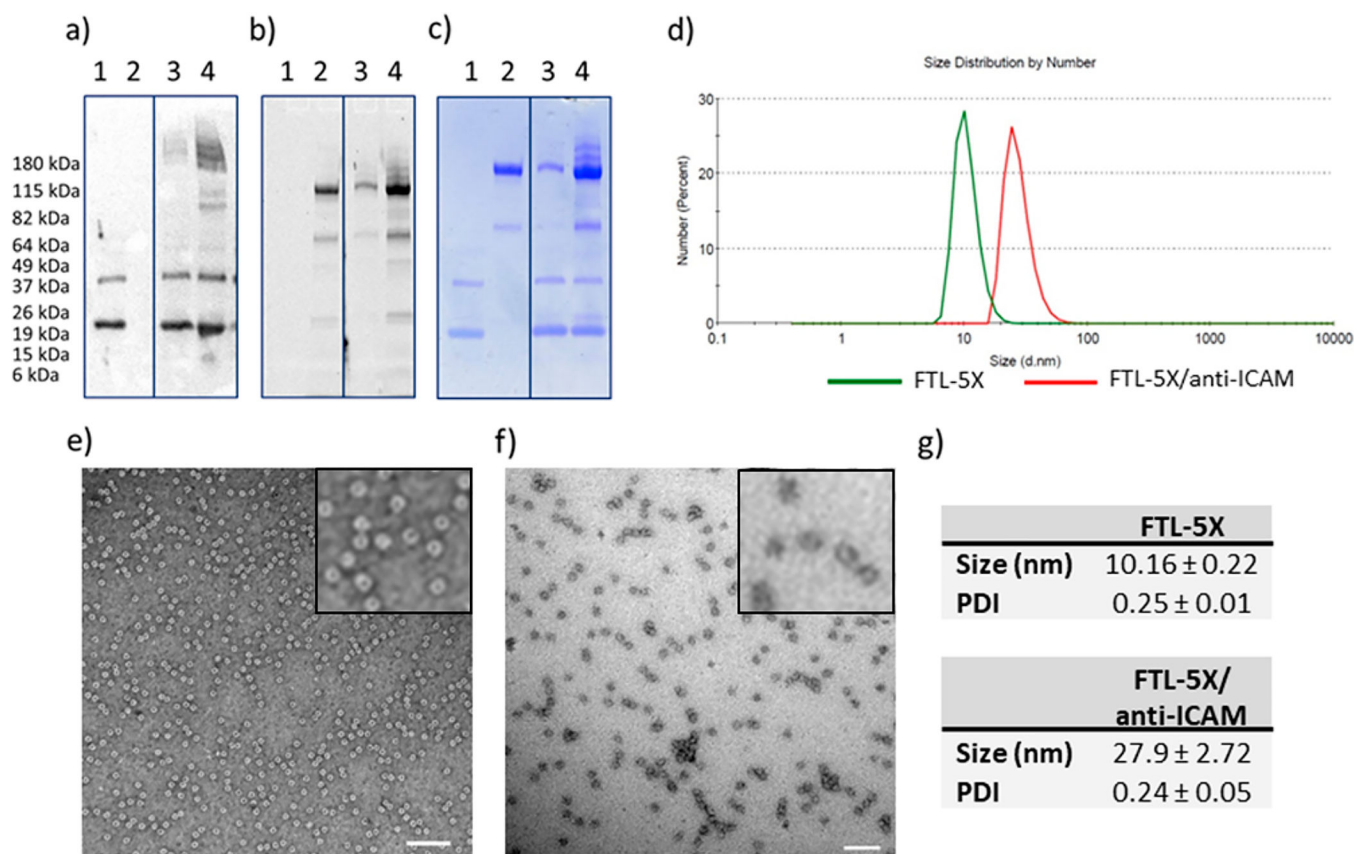 a)
1 2 3 4
b)
1 2 3 4
c)
1 2 3 4
180 kDa
115 kDa
82 kDa
64 kDa
49 kDa
37 kDa
26 kDa
19 kDa
15 kDa
6 kDa
d)
Size Distribution by Number
Number (Percent)
30
20
10
0
0.1 1 10 100 1000 10000
Size (d.nm)
FTL-5X FTL-5X/anti-ICAM
e)
f)
g)
FTL-5X
Size (nm) 10.16 ± 0.22
PDI 0.25 ± 0.01
FTL-5X/
anti-ICAM
Size (nm) 27.9 ± 2.72
PDI 0.24 ± 0.05